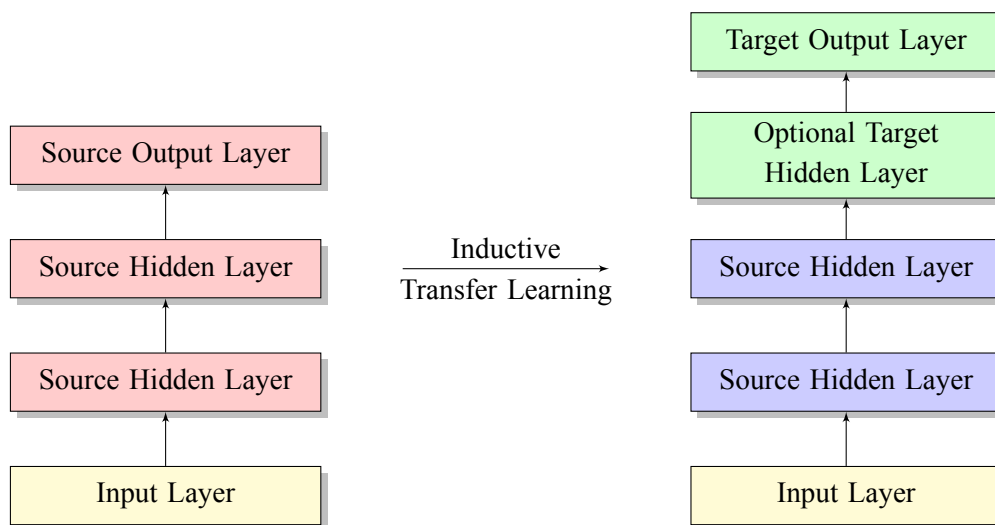 Source Output Layer
Source Hidden Layer
Source Hidden Layer
Input Layer
Inductive
Transfer Learning
Target Output Layer
Optional Target
Hidden Layer
Source Hidden Layer
Source Hidden Layer
Input Layer